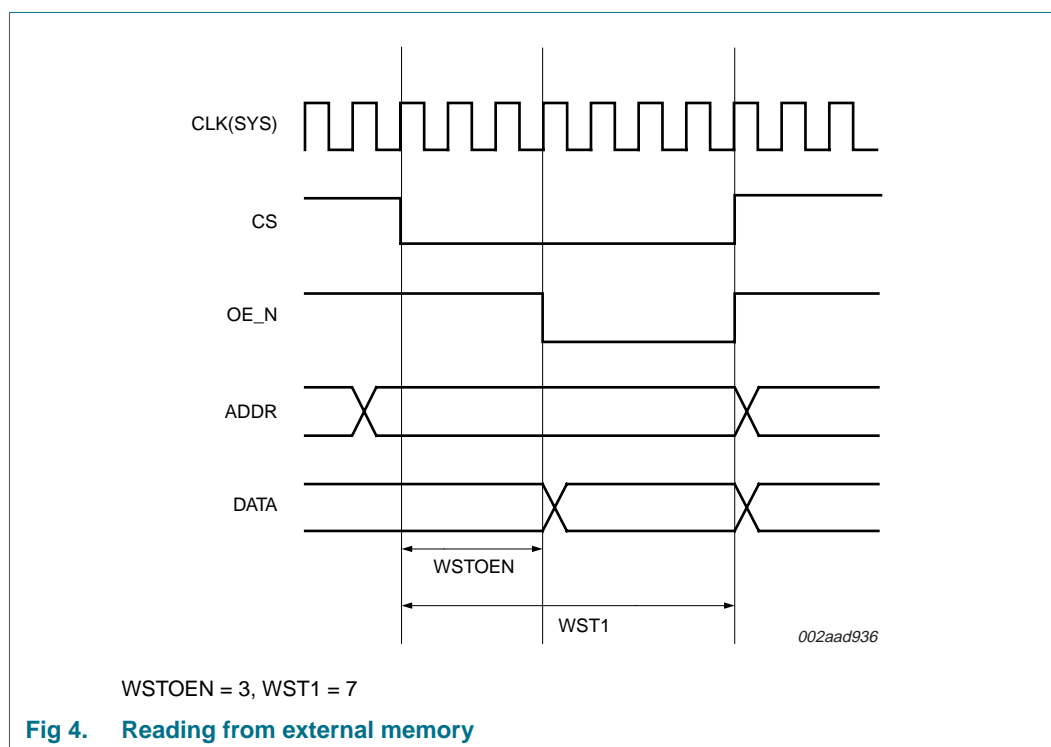 CLK(SYS)
CS
OE_N
ADDR
DATA
WSTOEN
WST1
002aad936
WSTOEN = 3, WST1 = 7
Fig 4. Reading from external memory